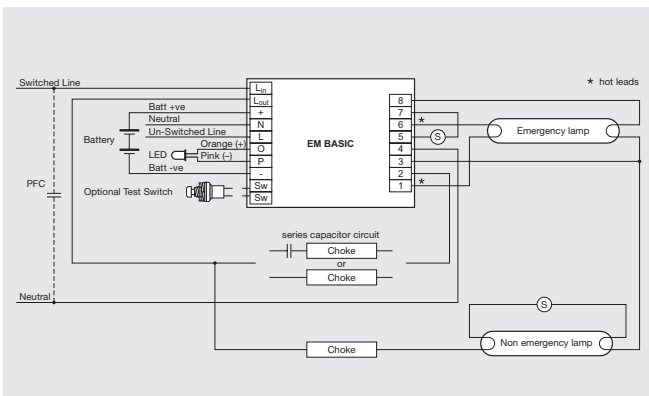 Switched Line
* hot leads
Lin
Lout
Batt +ve
+
Neutral
N
Un-Switched Line
L
Orange (+)
O
Battery
LED
Pink (–)
P
Batt -ve
-
Optional Test Switch
Sw
Sw
EM BASIC
8
7
6
*
5
S
4
3
2
1
*
Emergency lamp
PFC
series capacitor circuit
Choke
or
Choke
Neutral
S
Choke
Non emergency lamp